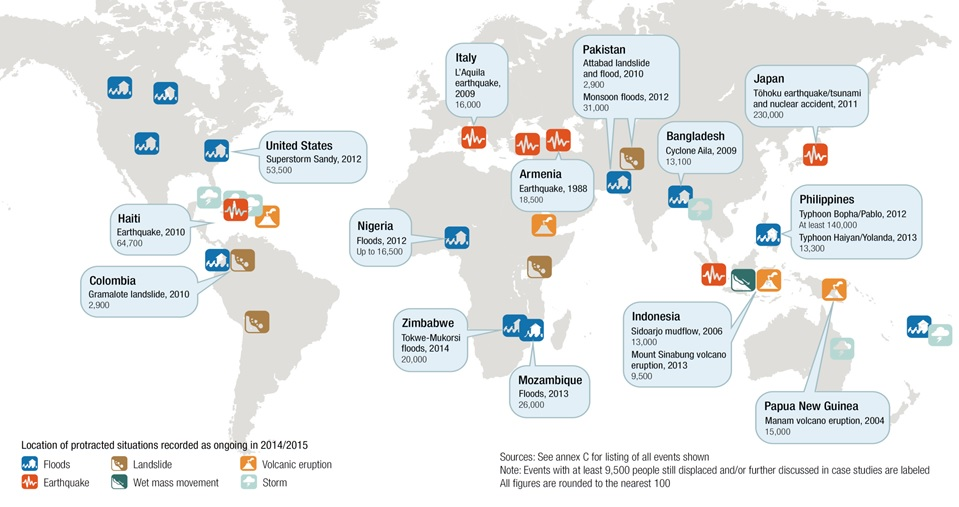 Italy
L'Aquila
earthquake,
2009
16,000
Pakistan
Attabad landslide
and flood, 2010
2,900
Monsoon floods, 2012
31,000
Japan
Tōhoku earthquake/tsunami
and nuclear accident, 2011
230,000
United States
Superstorm Sandy, 2012
53,500
Bangladesh
Cyclone Aila, 2009
13,100
Armenia
Earthquake, 1988
18,500
Philippines
Typhoon Bopha/Pablo, 2012
At least 140,000
Typhoon Haiyan/Yolanda, 2013
13,300
Haiti
Earthquake, 2010
64,700
Nigeria
Floods, 2012
Up to 16,500
Colombia
Gramalote landslide, 2010
2,900
Zimbabwe
Tokwe-Mukorsi
floods, 2014
20,000
Indonesia
Sidoarjo mudflow, 2006
13,000
Mount Sinabung volcano
eruption, 2013
9,500
Mozambique
Floods, 2013
26,000
Papua New Guinea
Manam volcano eruption, 2004
15,000
Location of protracted situations recorded as ongoing in 2014/2015
Floods
Landslide
Volcanic eruption
Earthquake
Wet mass movement
Storm
Sources: See annex C for listing of all events shown
Note: Events with at least 9,500 people still displaced and/or further discussed in case studies are labeled
All figures are rounded to the nearest 100